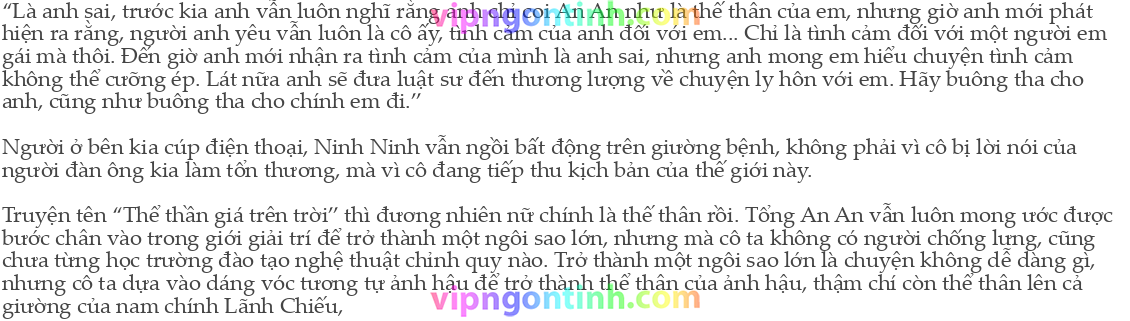 “Là anh sai, trước kia anh vẫn luôn nghĩ rằng anh chỉ coi An An như là thế thân của em, nhưng giờ anh mới phát
vipngontinh.com
hiện ra rằng, người anh yêu vẫn luôn là cô ấy, tình cảm của anh đối với em... Chỉ là tình cảm đối với một người em
gái mà thôi. Đến giờ anh mới nhận ra tình cảm của mình là anh sai, nhưng anh mong em hiểu chuyện tình cảm
không thể cưỡng ép. Lát nữa anh sẽ đưa luật sư đến thương lượng về chuyện ly hôn với em. Hãy buông tha cho
anh, cũng như buông tha cho chính em đi.”
Người ở bên kia cúp điện thoại, Ninh Ninh vẫn ngồi bất động trên giường bệnh, không phải vì cô bị lời nói của
người đàn ông kia làm tổn thương, mà vì cô đang tiếp thu kịch bản của thế giới này.
Truyện tên “Thể thần giá trên trời” thì đương nhiên nữ chính là thế thân rồi. Tổng An An vẫn luôn mong ước được
bước chân vào trong giới giải trí để trở thành một ngôi sao lớn, nhưng mà cô ta không có người chống lưng, cũng
chưa từng học trường đào tạo nghệ thuật chỉnh quy nào. Trở thành một ngôi sao lớn là chuyện không dễ dàng gì,
nhưng cô ta dựa vào dáng vóc tương tự ảnh hậu để trở thành thể thân của ảnh hậu, thậm chí còn thể thân lên cả
vipngontinh.com
giường của nam chính Lãnh Chiếu,